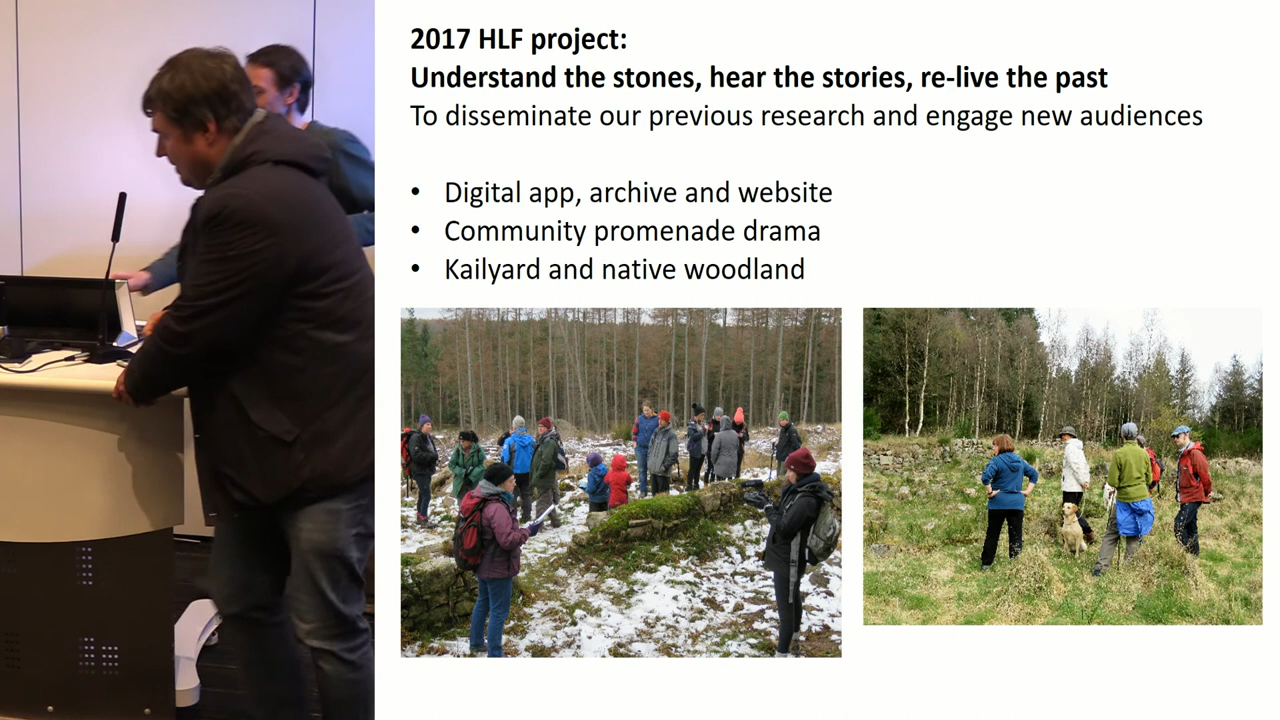 2017 HLF project:
Understand the stones, hear the stories, re-live the past
To disseminate our previous research and engage new audiences
• Digital app, archive and website
• Community promenade drama
• Kailyard and native woodland